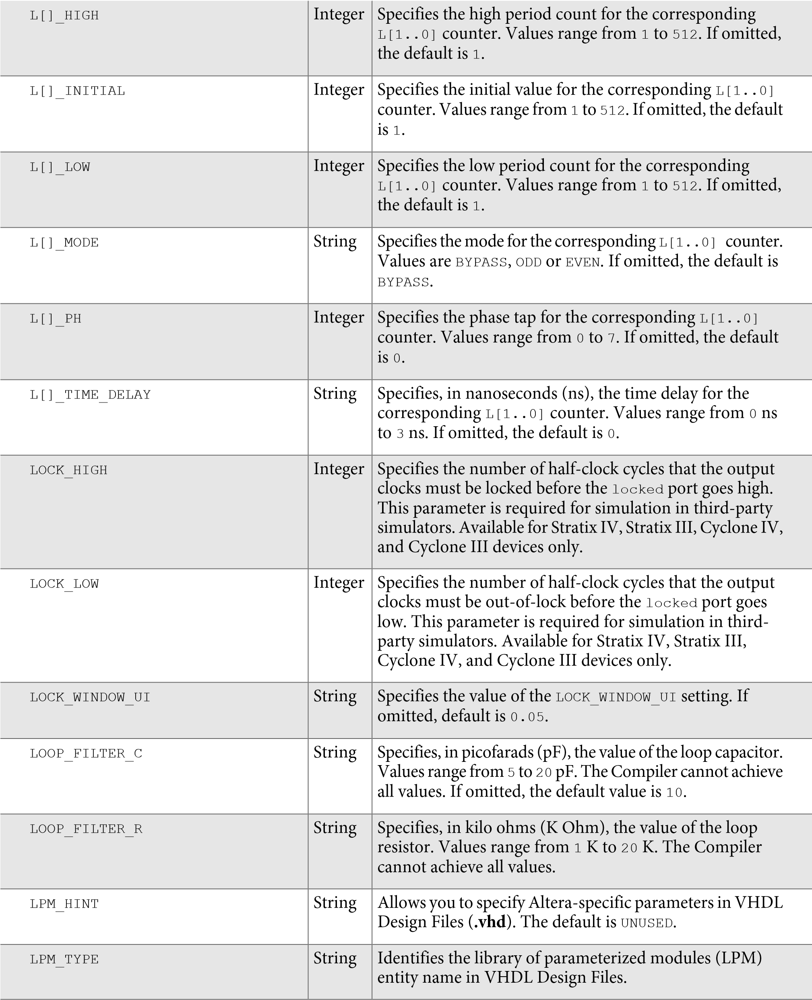 L[]_HIGH
Integer
Specifies the high period count for the corresponding
L[1..0] counter. Values range from 1 to 512. If omitted,
the default is 1.
L[]_INITIAL
Integer
Specifies the initial value for the corresponding L[1..0]
counter. Values range from 1 to 512. If omitted, the default
is 1.
L[]_LOW
Integer
Specifies the low period count for the corresponding
L[1..0] counter. Values range from 1 to 512. If omitted,
the default is 1.
L[]_MODE
String
Specifies the mode for the corresponding L[1..0] counter.
Values are BYPASS, ODD or EVEN. If omitted, the default is
BYPASS.
L[]_PH
Integer
Specifies the phase tap for the corresponding L[1..0]
counter. Values range from 0 to 7. If omitted, the default
is 0.
L[]_TIME_DELAY
String
Specifies, in nanoseconds (ns), the time delay for the
corresponding L[1..0] counter. Values range from 0 ns
to 3 ns. If omitted, the default is 0.
LOCK_HIGH
Integer
Specifies the number of half-clock cycles that the output
clocks must be locked before the locked port goes high.
This parameter is required for simulation in third-party
simulators. Available for Stratix IV, Stratix III, Cyclone IV,
and Cyclone III devices only.
LOCK_LOW
Integer
Specifies the number of half-clock cycles that the output
clocks must be out-of-lock before the locked port goes
low. This parameter is required for simulation in third-
party simulators. Available for Stratix IV, Stratix III,
Cyclone IV, and Cyclone III devices only.
LOCK_WINDOW_UI
String
Specifies the value of the LOCK_WINDOW_UI setting. If
omitted, default is 0.05.
LOOP_FILTER_C
String
Specifies, in picofarads (pF), the value of the loop capacitor.
Values range from 5 to 20 pF. The Compiler cannot achieve
all values. If omitted, the default value is 10.
LOOP_FILTER_R
String
Specifies, in kilo ohms (K Ohm), the value of the loop
resistor. Values range from 1 K to 20 K. The Compiler
cannot achieve all values.
LPM_HINT
String
Allows you to specify Altera-specific parameters in VHDL
Design Files (.vhd). The default is UNUSED.
LPM_TYPE
String
Identifies the library of parameterized modules (LPM)
entity name in VHDL Design Files.